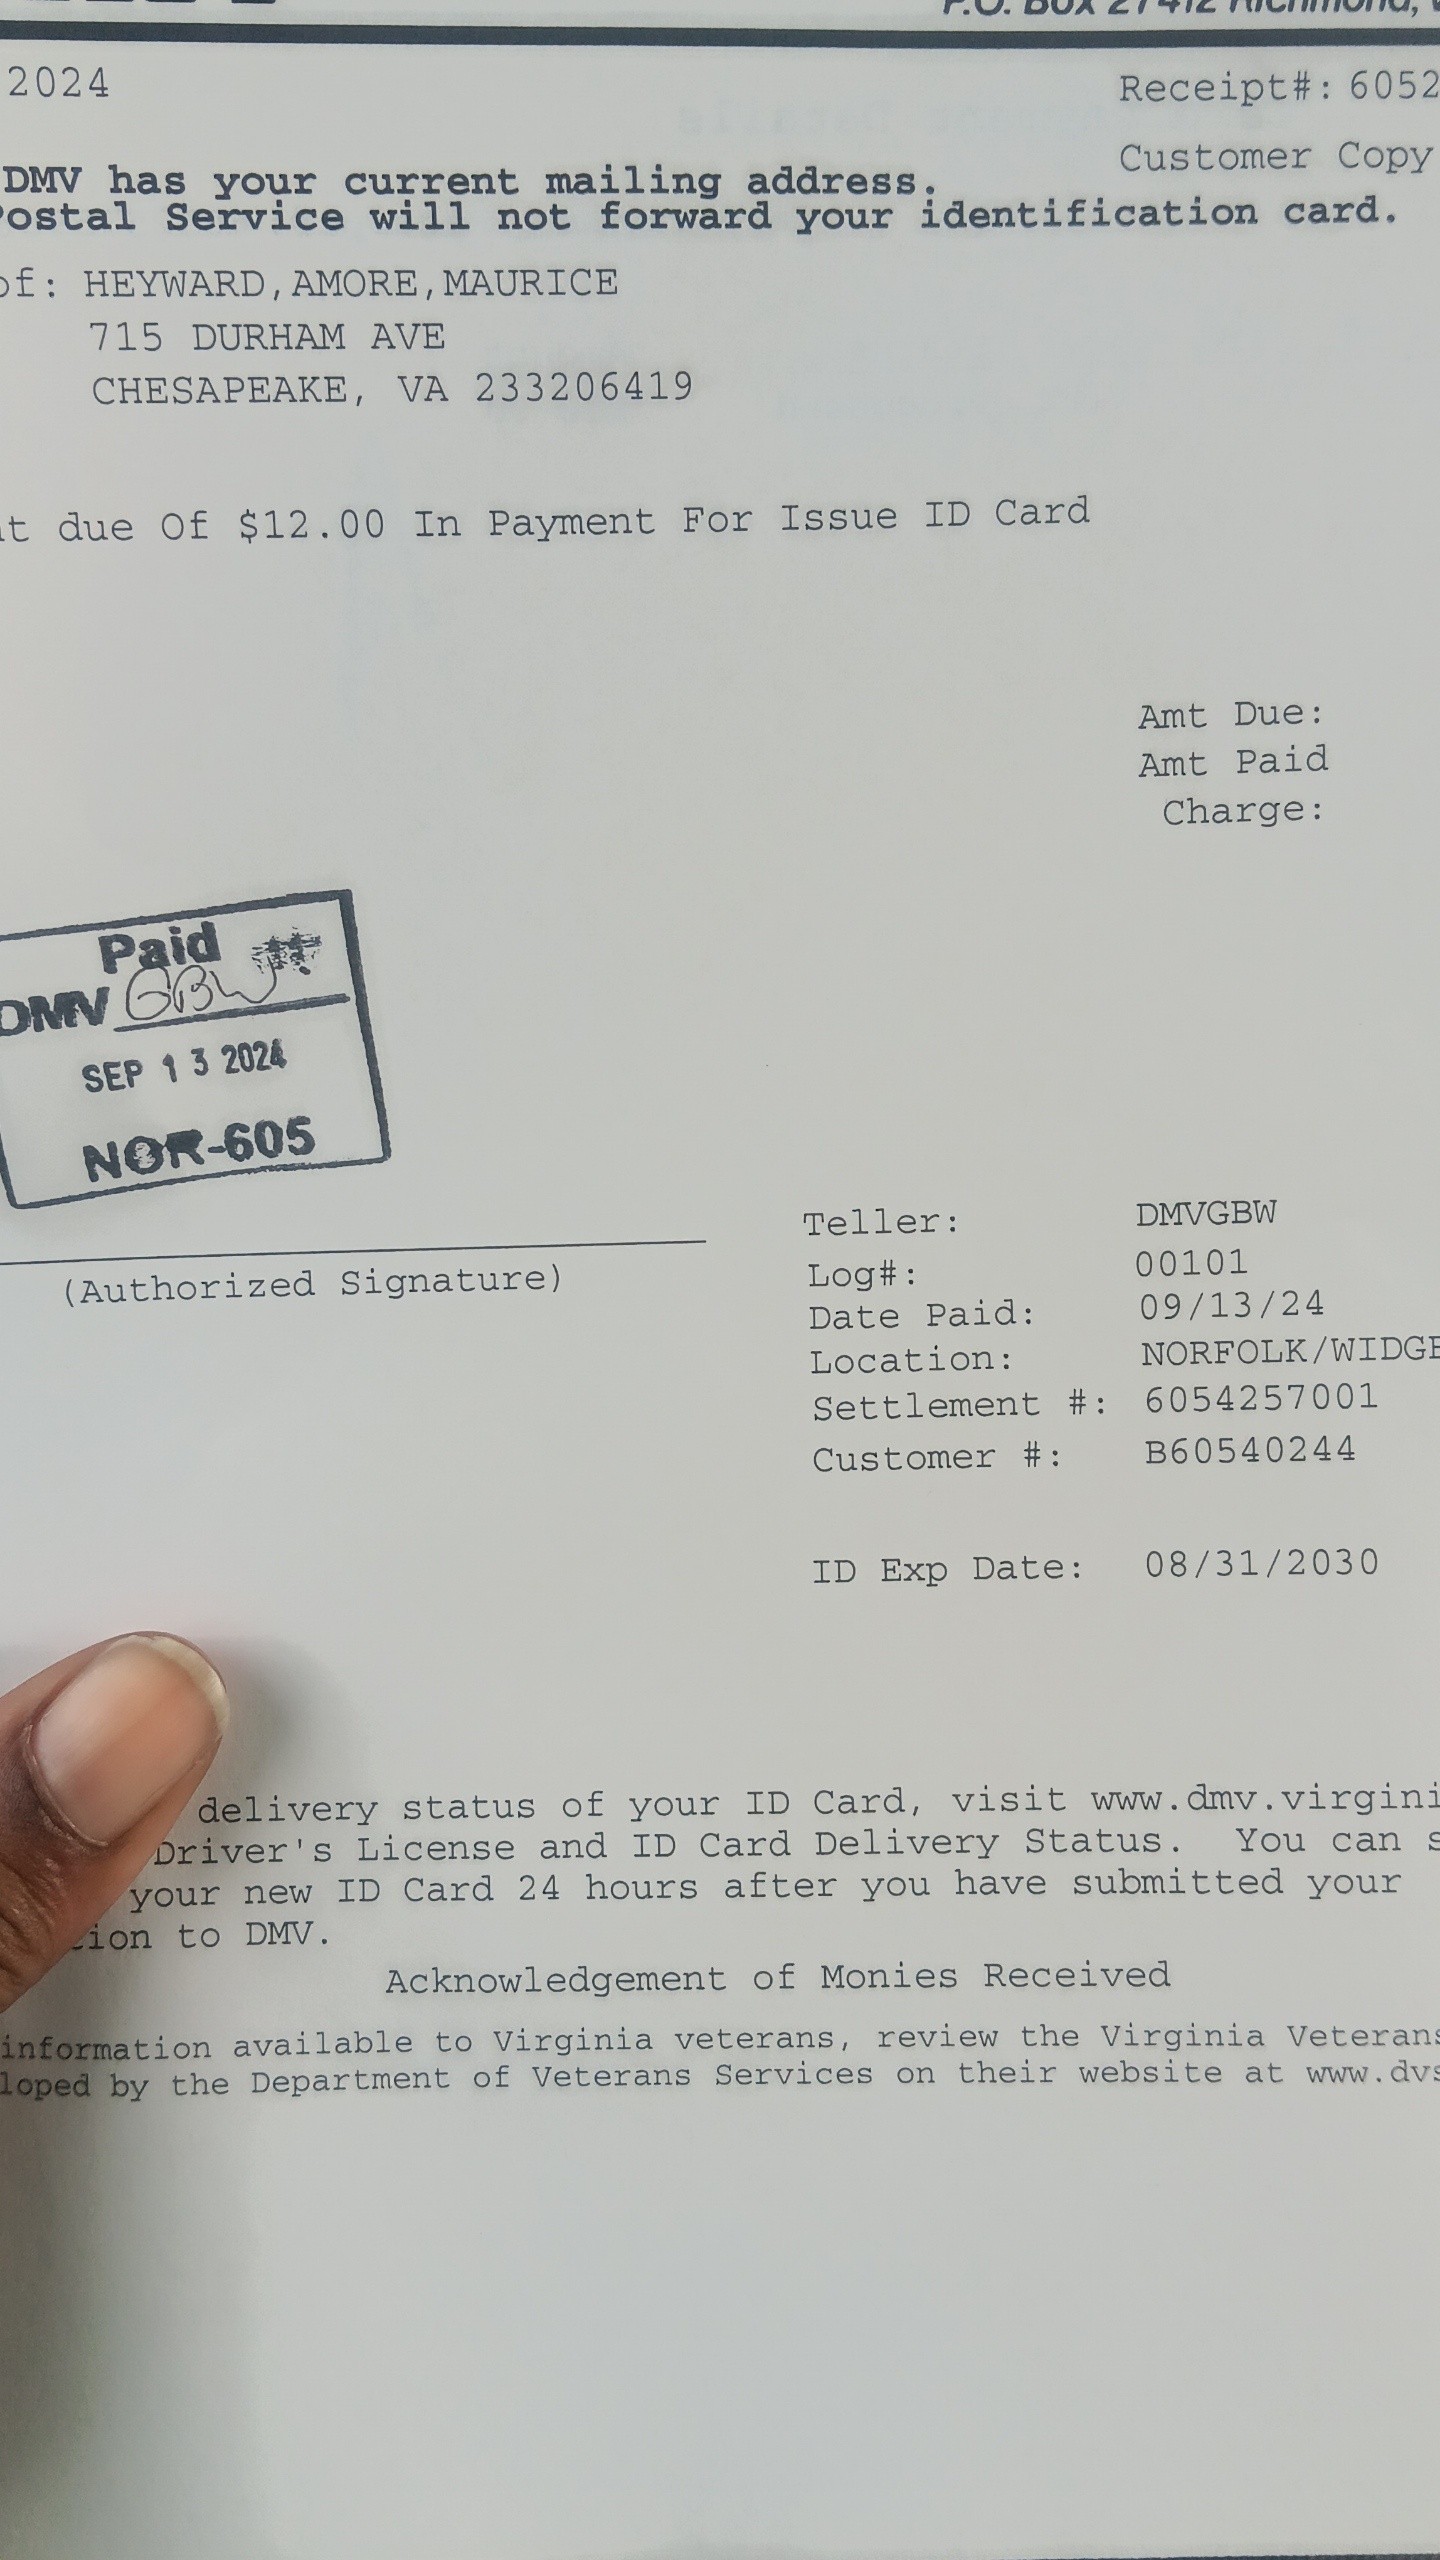 P.O. Box 27412 Richmond,
2024
Receipt#: 6052
Customer Copy
DMV has your current mailing address.
Postal Service will not forward your identification card.
of: HEYWARD,AMORE,MAURICE
715 DURHAM AVE
CHESAPEAKE, VA 233206419
t due Of $12.00 In Payment For Issue ID Card
Amt Due:
Amt Paid
Charge:
Paid
DMV GBW
SEP 13 2024
NOR-605
(Authorized Signature)
Teller: DMVGBW
Log#: 00101
Date Paid: 09/13/24
Location: NORFOLK/WIDGE
Settlement #: 6054257001
Customer #: B60540244
ID Exp Date: 08/31/2030
delivery status of your ID Card, visit www.dmv.virgini
Driver's License and ID Card Delivery Status. You can s
your new ID Card 24 hours after you have submitted your
tion to DMV.
Acknowledgement of Monies Received
information available to Virginia veterans, review the Virginia Veterans
loped by the Department of Veterans Services on their website at www.dvs